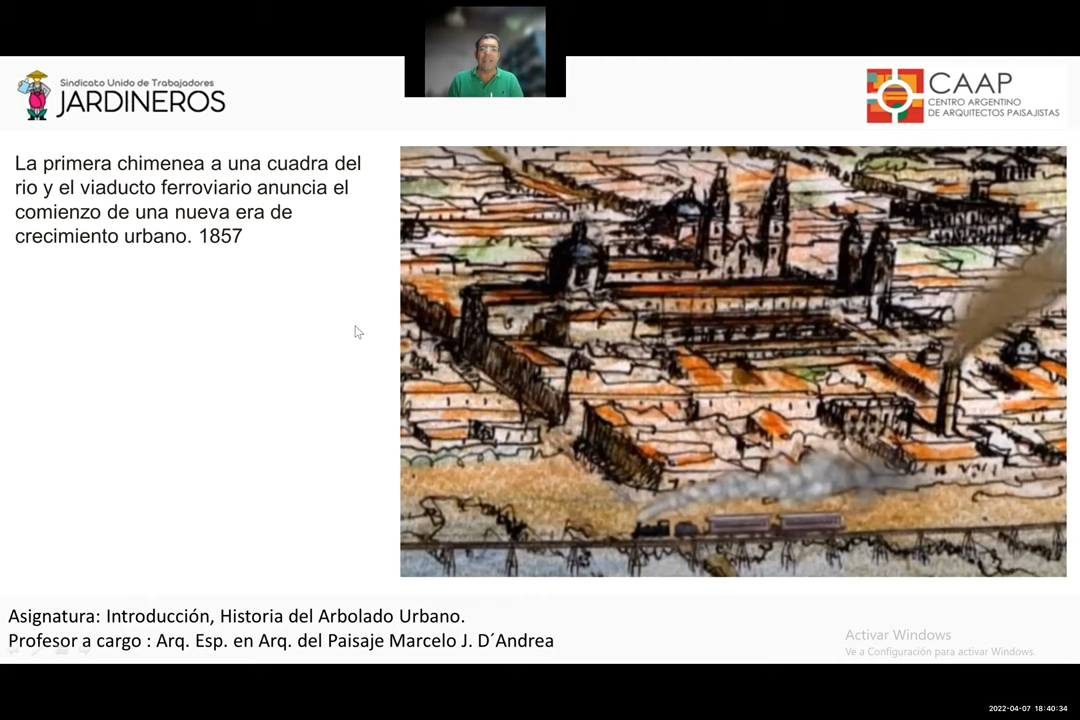 Sindicato Unido de Trabajadores
JARDINEROS
CAAP
CENTRO ARGENTINO
DE ARQUITECTOS PAISAJISTAS
La primera chimenea a una cuadra del
rio y el viaducto ferroviario anuncia el
comienzo de una nueva era de
crecimiento urbano. 1857
Asignatura: Introducción, Historia del Arbolado Urbano.
Profesor a cargo : Arq. Esp. en Arq. del Paisaje Marcelo J. D´Andrea
Activar Windows
Ve a Configuración para activar Windows.
2022-04-07 18:40:34